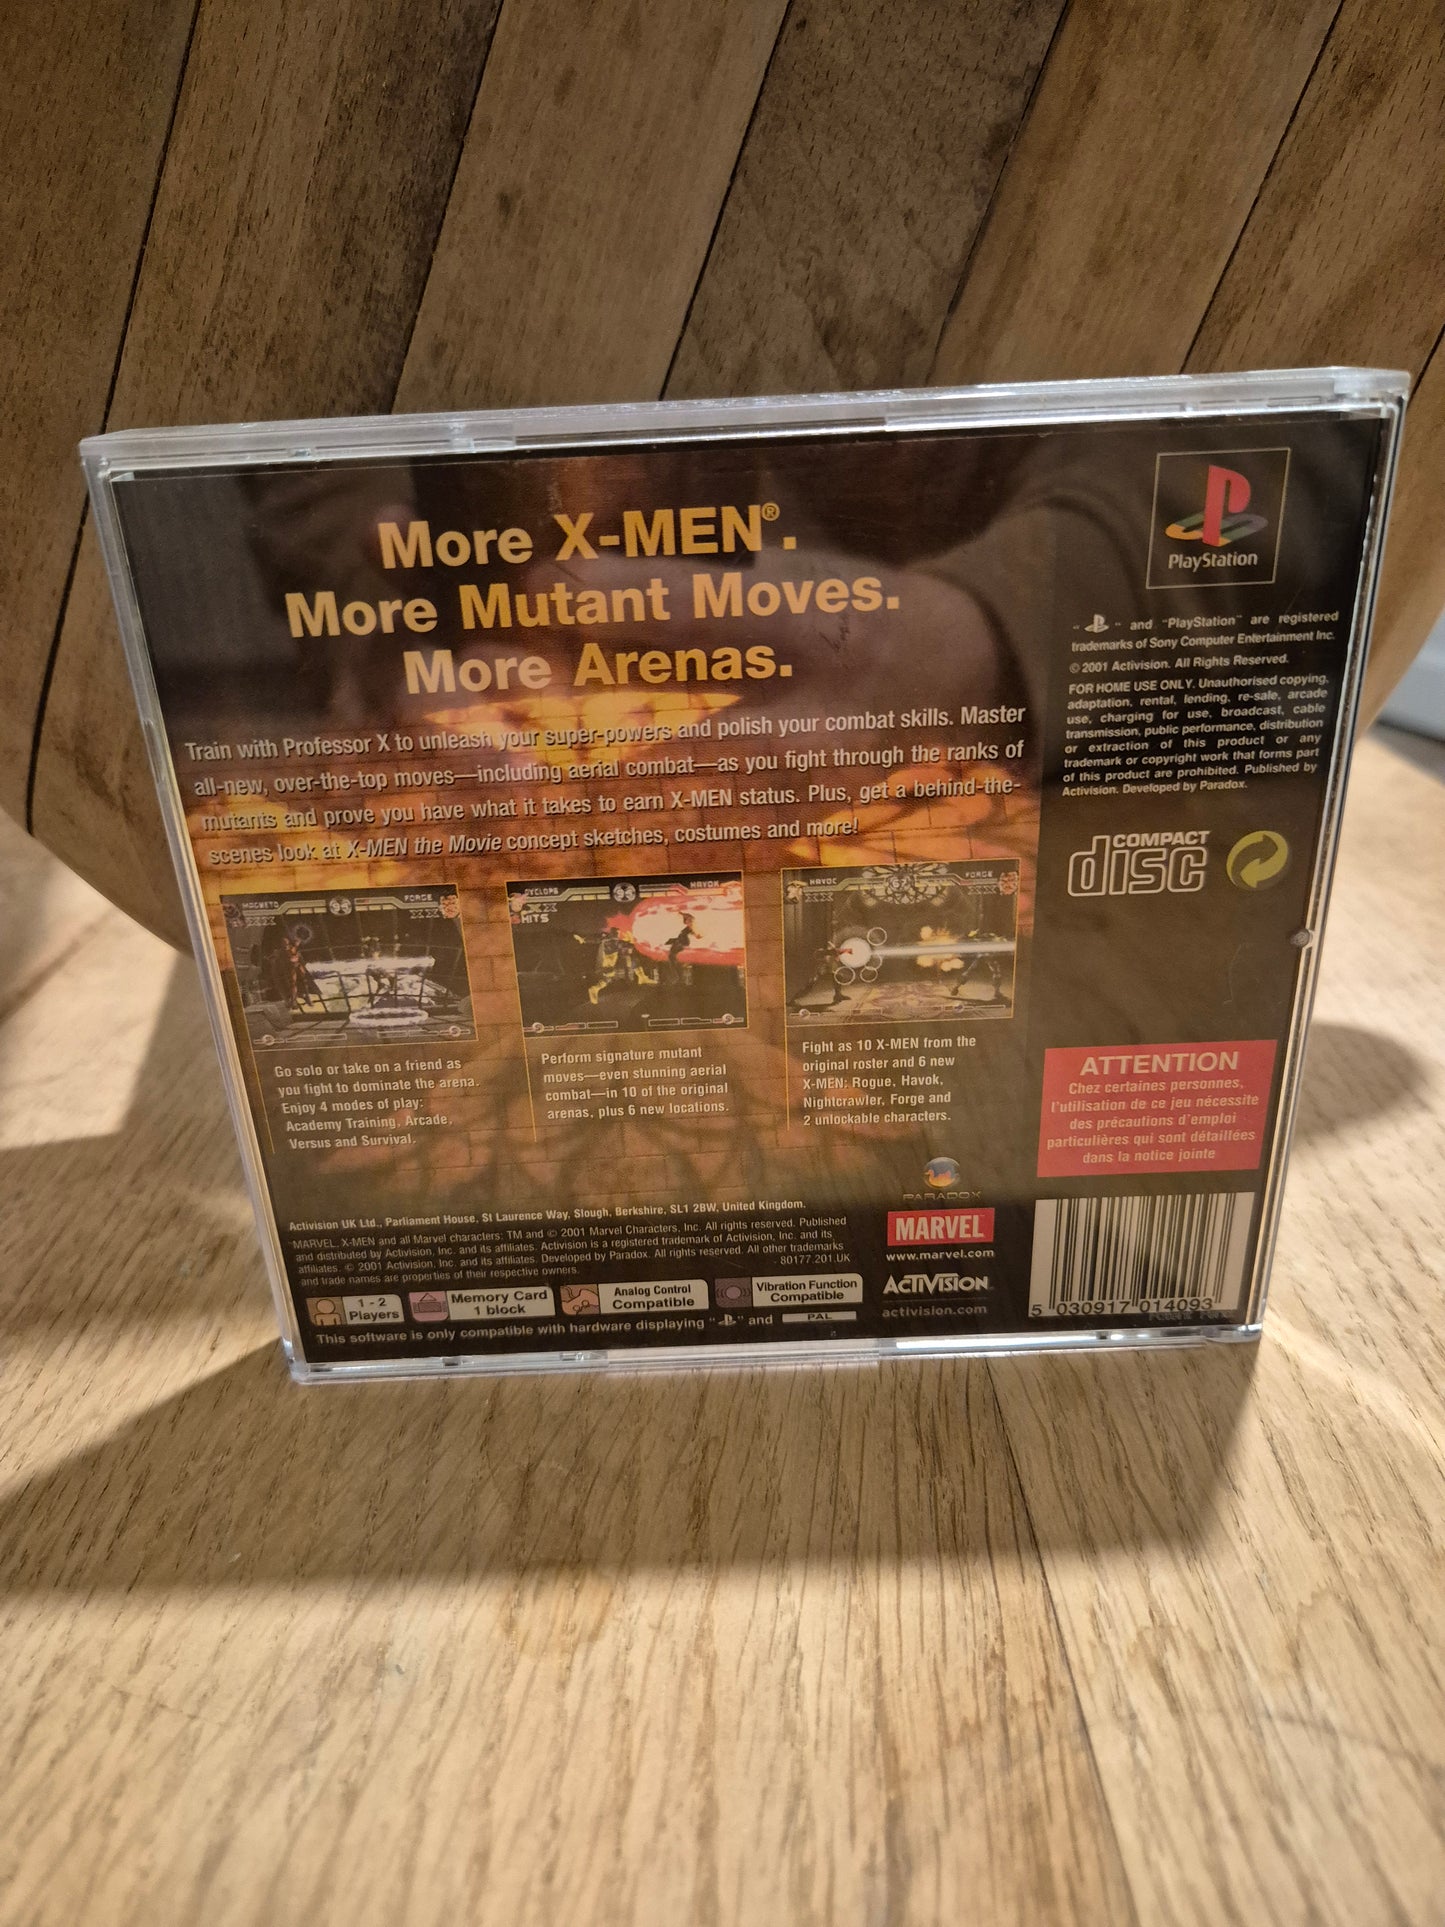 More X-MEN®.
More Mutant Moves.
More Arenas.
Train with Professor X to unleash your super-powers and polish your combat skills. Master
all-new, over-the-top moves—including aerial combat—as you fight through the ranks of
mutants and prove you have what it takes to earn X-MEN status. Plus, get a behind-the-
scenes look at X-MEN the Movie concept sketches, costumes and more!
MAGNETO
FORGE
XX
CYCLOPS
HAVOK
HITS
HAVOC
FORGE
XX
Go solo or take on a friend as
you fight to dominate the arena.
Enjoy 4 modes of play:
Academy Training, Arcade,
Versus and Survival.
Perform signature mutant
moves—even stunning aerial
combat—in 10 of the original
arenas, plus 6 new locations.
Fight as 10 X-MEN from the
original roster and 6 new
X-MEN: Rogue, Havok,
Nightcrawler, Forge and
2 unlockable characters.
Activision UK Ltd., Parliament House, St Laurence Way, Slough, Berkshire, SL1 2BW, United Kingdom.
MARVEL, X-MEN and all Marvel characters: TM and © 2001 Marvel Characters, Inc. All rights reserved. Published
and distributed by Activision, Inc. and its affiliates. Activision is a registered trademark of Activision, Inc. and its
affiliates. © 2001 Activision, Inc. and its affiliates. Developed by Paradox. All rights reserved. All other trademarks
and trade names are properties of their respective owners.
80177.201.UK
1 - 2
Players
Memory Card
1 block
Analog Control
Compatible
Vibration Function
Compatible
This software is only compatible with hardware displaying " " and PAL
PARADOX
MARVEL
www.marvel.com
ACTIVISION
activision.com
PlayStation
" " and "PlayStation" are registered
trademarks of Sony Computer Entertainment Inc.
© 2001 Activision. All Rights Reserved.
FOR HOME USE ONLY. Unauthorised copying,
adaptation, rental, lending, re-sale, arcade
use, charging for use, broadcast, cable
transmission, public performance, distribution
or extraction of this product or any
trademark or copyright work that forms part
of this product are prohibited. Published by
Activision. Developed by Paradox.
COMPACT
disc
ATTENTION
Chez certaines personnes,
l'utilisation de ce jeu nécessite
des précautions d'emploi
particulières qui sont détaillées
dans la notice jointe
5 030917 014093